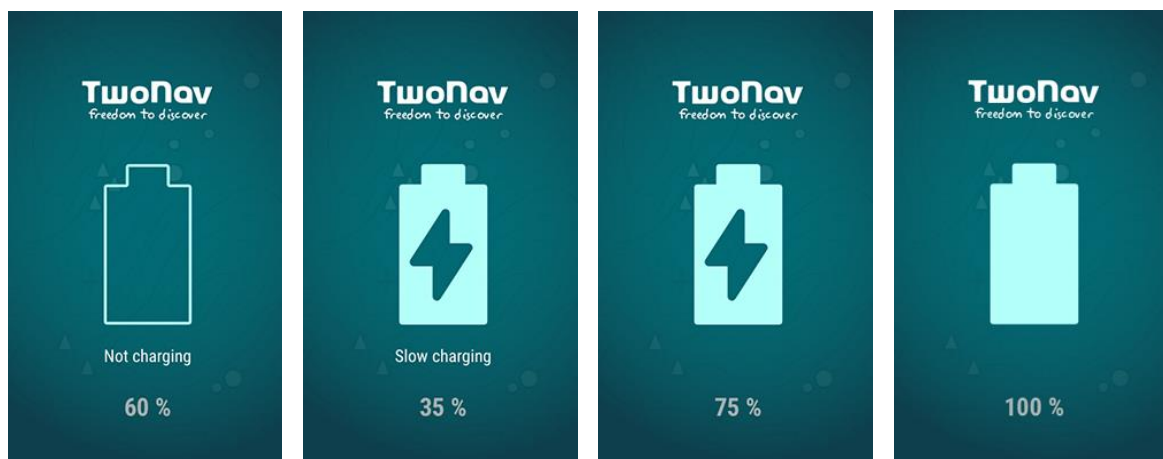 TwoNav
freedom to discover
Not charging
60 %
TwoNav
freedom to discover
Slow charging
35 %
TwoNav
freedom to discover
75 %
TwoNav
freedom to discover
100 %